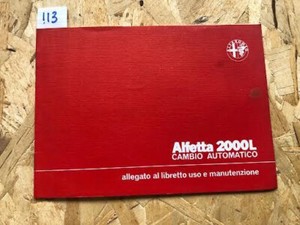 113
Alfetta 2000L
CAMBIO AUTOMATICO
allegato al libretto uso e manutenzione